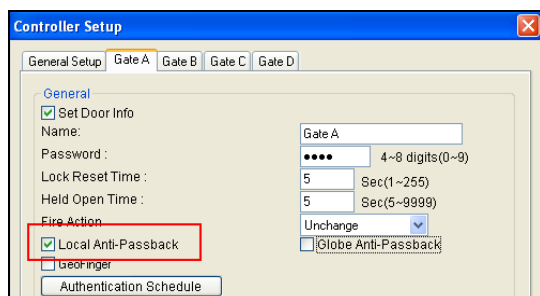 Controller Setup
General Setup Gate A Gate B Gate C Gate D
General
Set Door Info
Name: Gate A
Password : •••• 4~8 digits(0~9)
Lock Reset Time : 5 Sec(1~255)
Held Open Time : 5 Sec(5~9999)
Fire Action Unchange
Local Anti-Passback Globe Anti-Passback
GeoFinger
Authentication Schedule